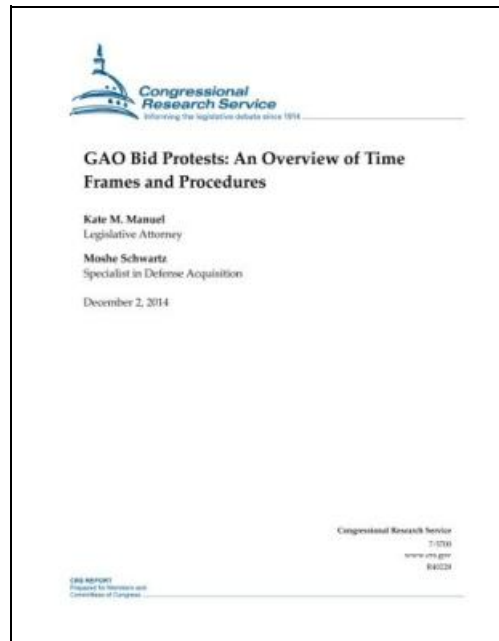 Congressional
Research Service
Informing the legislative debate since 1914
GAO Bid Protests: An Overview of Time
Frames and Procedures
Kate M. Manuel
Legislative Attorney
Moshe Schwartz
Specialist in Defense Acquisition
December 2, 2014
Congressional Research Service
7-5700
www.crs.gov
R40228
CRS REPORT
Prepared for Members and
Committees of Congress